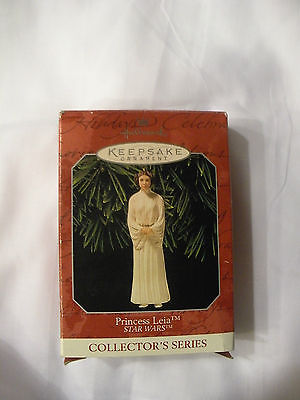 Hallmark
KEEPSAKE
ORNAMENT
Princess Leia™
STAR WARS™
COLLECTOR'S SERIES